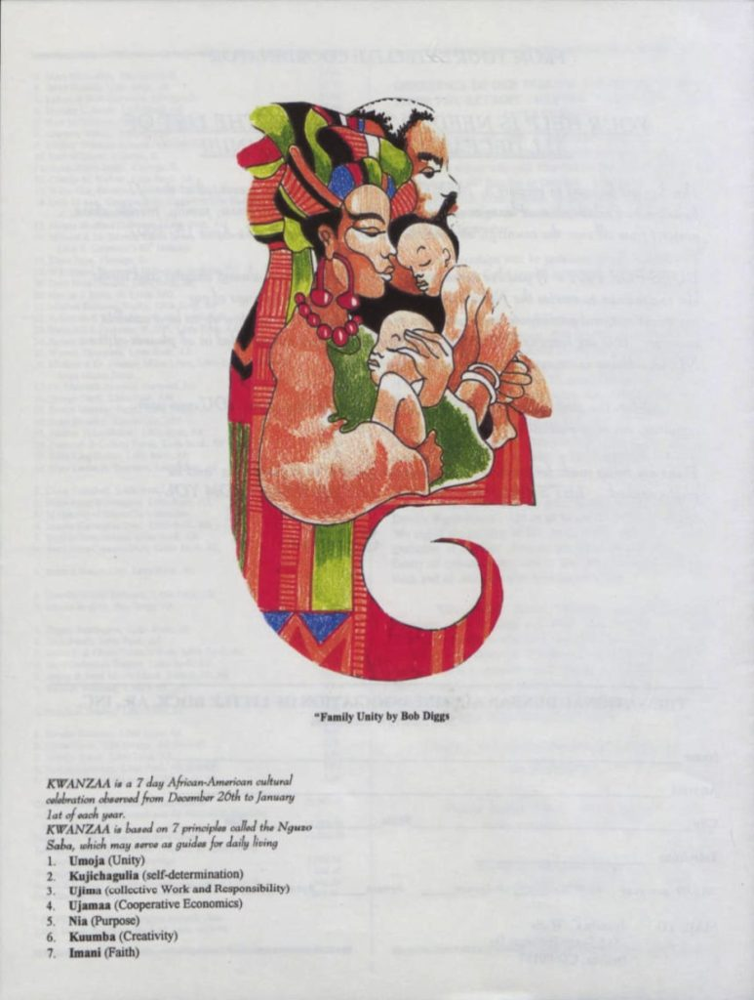 "Family Unity by Bob Diggs
KWANZAA is a 7 day African-American cultural
celebration observed from December 26th to January
1at of each year.
KWANZAA is based on 7 principles called the Nguzo
Saba, which may serve as guides for daily living
1. Umoja (Unity)
2. Kujichagulia (self-determination)
3. Ujima (collective Work and Responsibility)
4. Ujamaa (Cooperative Economics)
5. Nia (Purpose)
6. Kuumba (Creativity)
7. Imani (Faith)